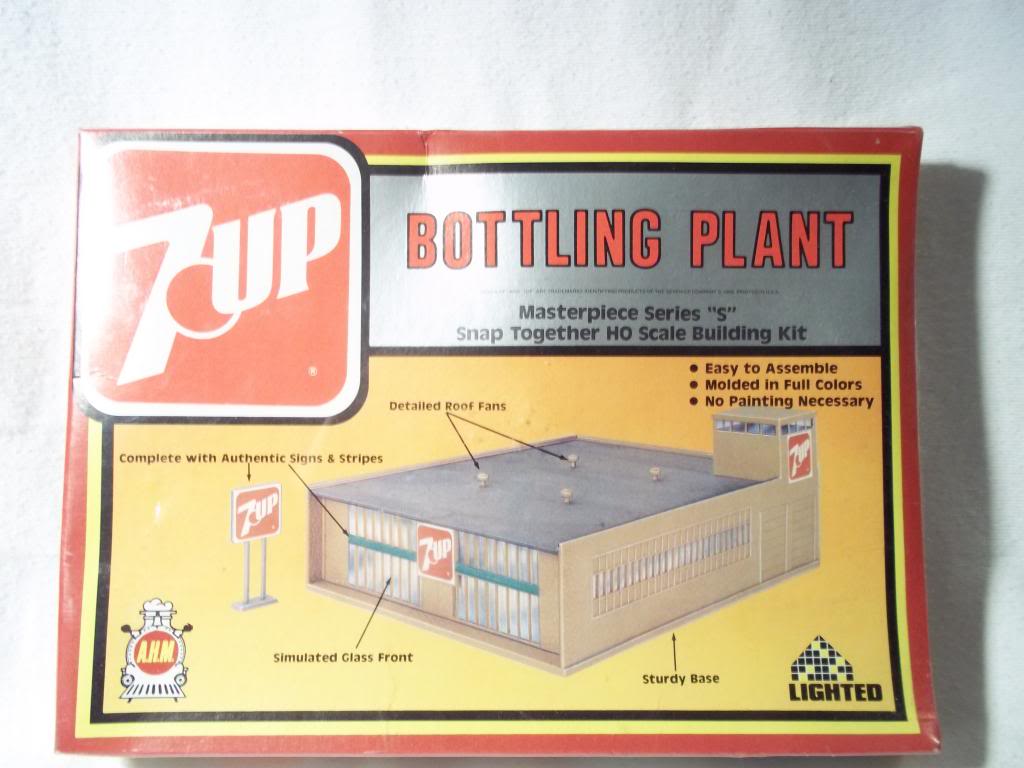 7UP
®
BOTTLING PLANT
Masterpiece Series "S"
Snap Together HO Scale Building Kit
● Easy to Assemble
● Molded in Full Colors
● No Painting Necessary
Detailed Roof Fans
Complete with Authentic Signs & Stripes
7UP
7UP
7UP
Simulated Glass Front
Sturdy Base
A.H.M.
LIGHTED